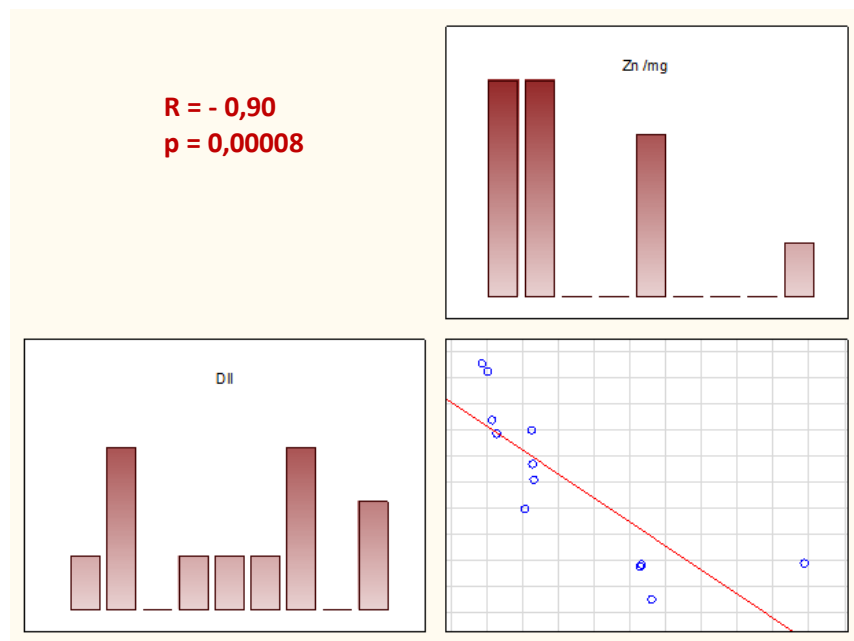 R = - 0,90
p = 0,00008
Zn /mg
DII